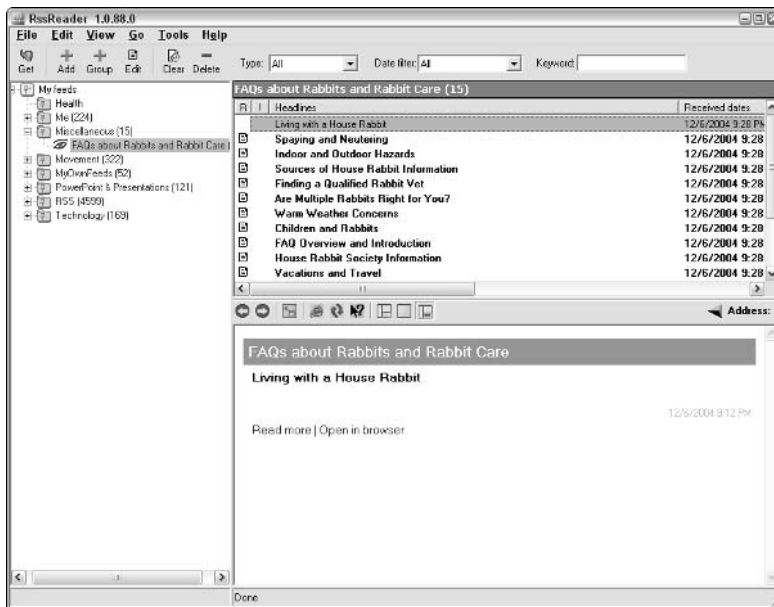 RssReader 1.0.88.0
File Edit View Go Tools Help
Get Add Group Edit Clear Delete Type: All Date filter: All Keyword:
My feeds
Health
Me (224)
Miscellaneous (15)
FAQs about Rabbits and Rabbit Care (
Movement (322)
MyOwnFeeds (52)
PowerPoint & Presentations (121)
RSS (4599)
Technology (169)
FAQs about Rabbits and Rabbit Care (15)
R ! Headlines Received dates
Living with a House Rabbit 12/6/2004 9:28 PM
Spaying and Neutering 12/6/2004 9:28
Indoor and Outdoor Hazards 12/6/2004 9:28
Sources of House Rabbit Information 12/6/2004 9:28
Finding a Qualified Rabbit Vet 12/6/2004 9:28
Are Multiple Rabbits Right for You? 12/6/2004 9:28
Warm Weather Concerns 12/6/2004 9:28
Children and Rabbits 12/6/2004 9:28
FAQ Overview and Introduction 12/6/2004 9:28
House Rabbit Society Information 12/6/2004 9:28
Vacations and Travel 12/6/2004 9:28
Address:
FAQs about Rabbits and Rabbit Care
Living with a House Rabbit
12/6/2004 9:12 PM
Read more | Open in browser
Done